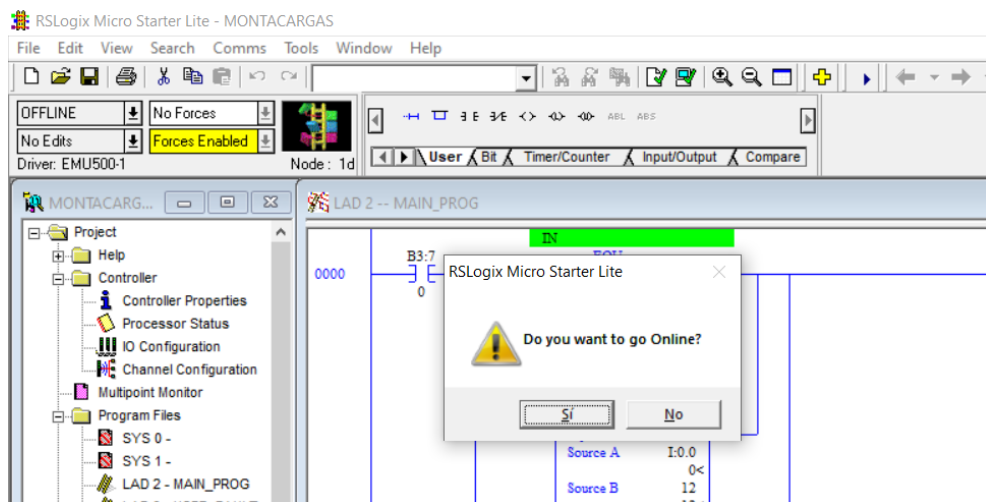 RSLogix Micro Starter Lite - MONTACARGAS
File Edit View Search Comms Tools Window Help
OFFLINE
No Forces
No Edits
Forces Enabled
Driver: EMU500-1
Node : 1d
ABL ABS
User Bit Timer/Counter Input/Output Compare
MONTACARG...
LAD 2 -- MAIN_PROG
Project
Help
Controller
Controller Properties
Processor Status
IO Configuration
Channel Configuration
Multipoint Monitor
Program Files
SYS 0 -
SYS 1 -
LAD 2 - MAIN_PROG
IN
0000
B3:7
0
RSLogix Micro Starter Lite
Do you want to go Online?
Sí
No
Source A I:0.0
0<
Source B 12